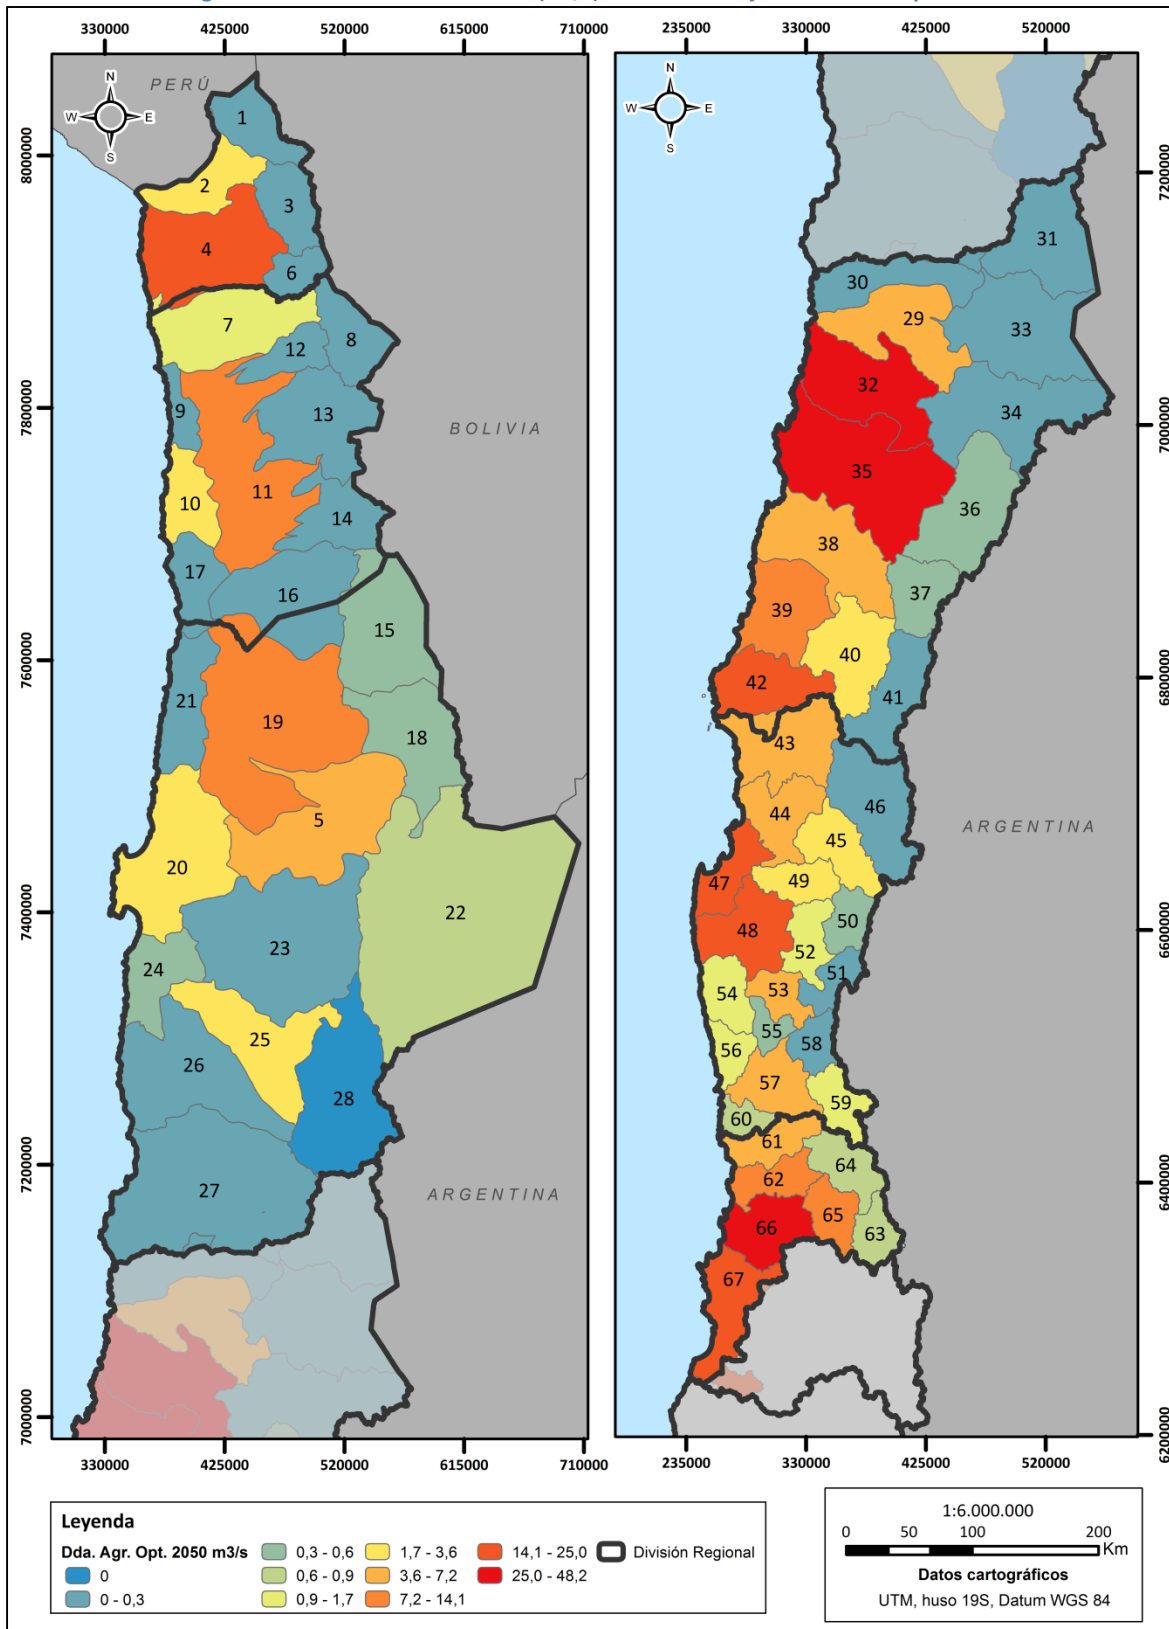 330000 425000 520000 615000 710000
235000 330000 425000 520000
8000000
7800000
7600000
7400000
7200000
7000000
PERÚ
N
W E
S
BOLIVIA
ARGENTINA
1
2
3
4
6
7
8
12
9
13
10
11
14
17
16
15
21
19
18
5
20
22
23
24
25
26
28
27
330000 425000 520000 615000 710000
N
W E
S
7200000
7000000
6800000
6600000
6400000
6200000
ARGENTINA
31
30
29
33
32
34
35
36
38
37
39
40
42
41
43
44
46
45
47
49
48
50
52
51
54
53
55
56
58
57
59
60
61
64
62
65
63
66
67
235000 330000 425000 520000
Leyenda
Dda. Agr. Opt. 2050 m3/s
0
0 - 0,3
0,3 - 0,6
0,6 - 0,9
0,9 - 1,7
1,7 - 3,6
3,6 - 7,2
7,2 - 14,1
14,1 - 25,0
25,0 - 48,2
División Regional
1:6.000.000
0 50 100 200
Km
Datos cartográficos
UTM, huso 19S, Datum WGS 84